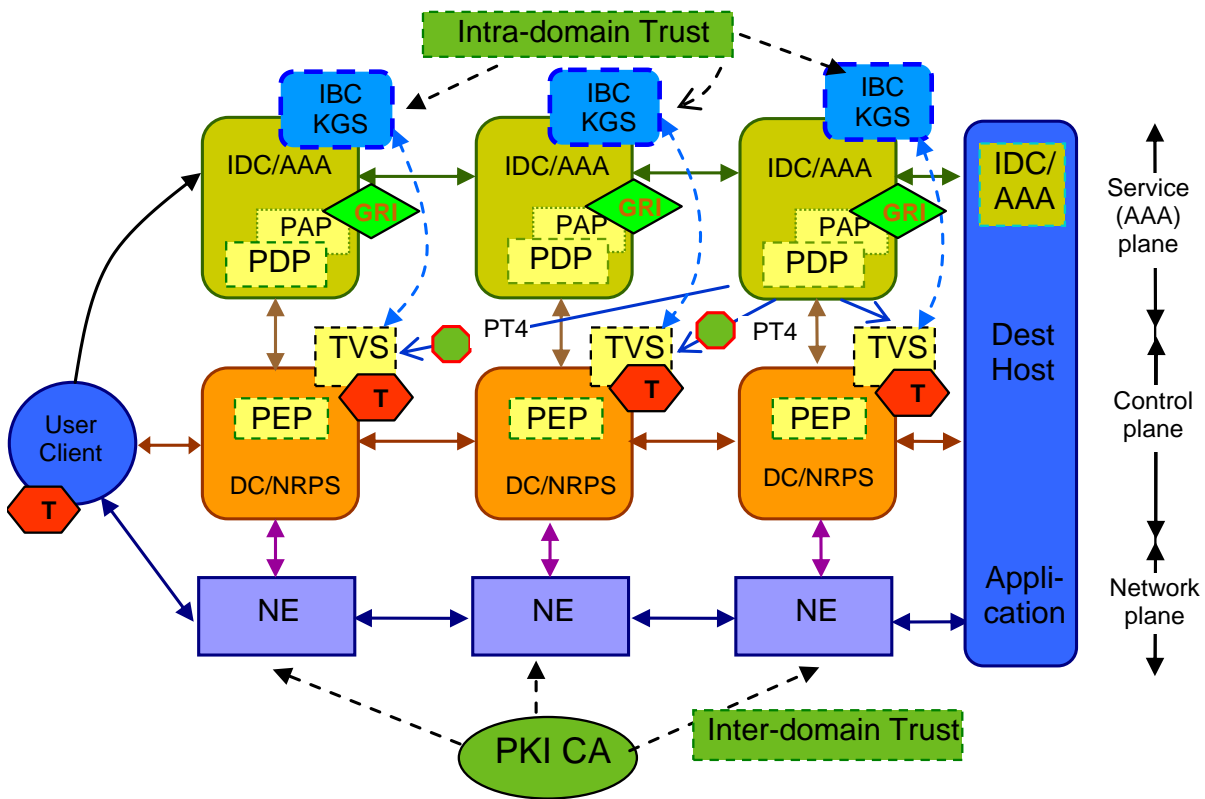 Intra-domain Trust
IBC
KGS
IBC
KGS
IBC
KGS
IDC/AAA
IDC/AAA
IDC/AAA
IDC/
AAA
GRI
GRI
GRI
PAP
PAP
PAP
PDP
PDP
PDP
Service
(AAA)
plane
PT4
PT4
TVS
TVS
TVS
Dest
Host
T
T
T
PEP
PEP
PEP
Control
plane
User
Client
DC/NRPS
DC/NRPS
DC/NRPS
T
NE
NE
NE
Appli-
cation
Network
plane
Inter-domain Trust
PKI CA